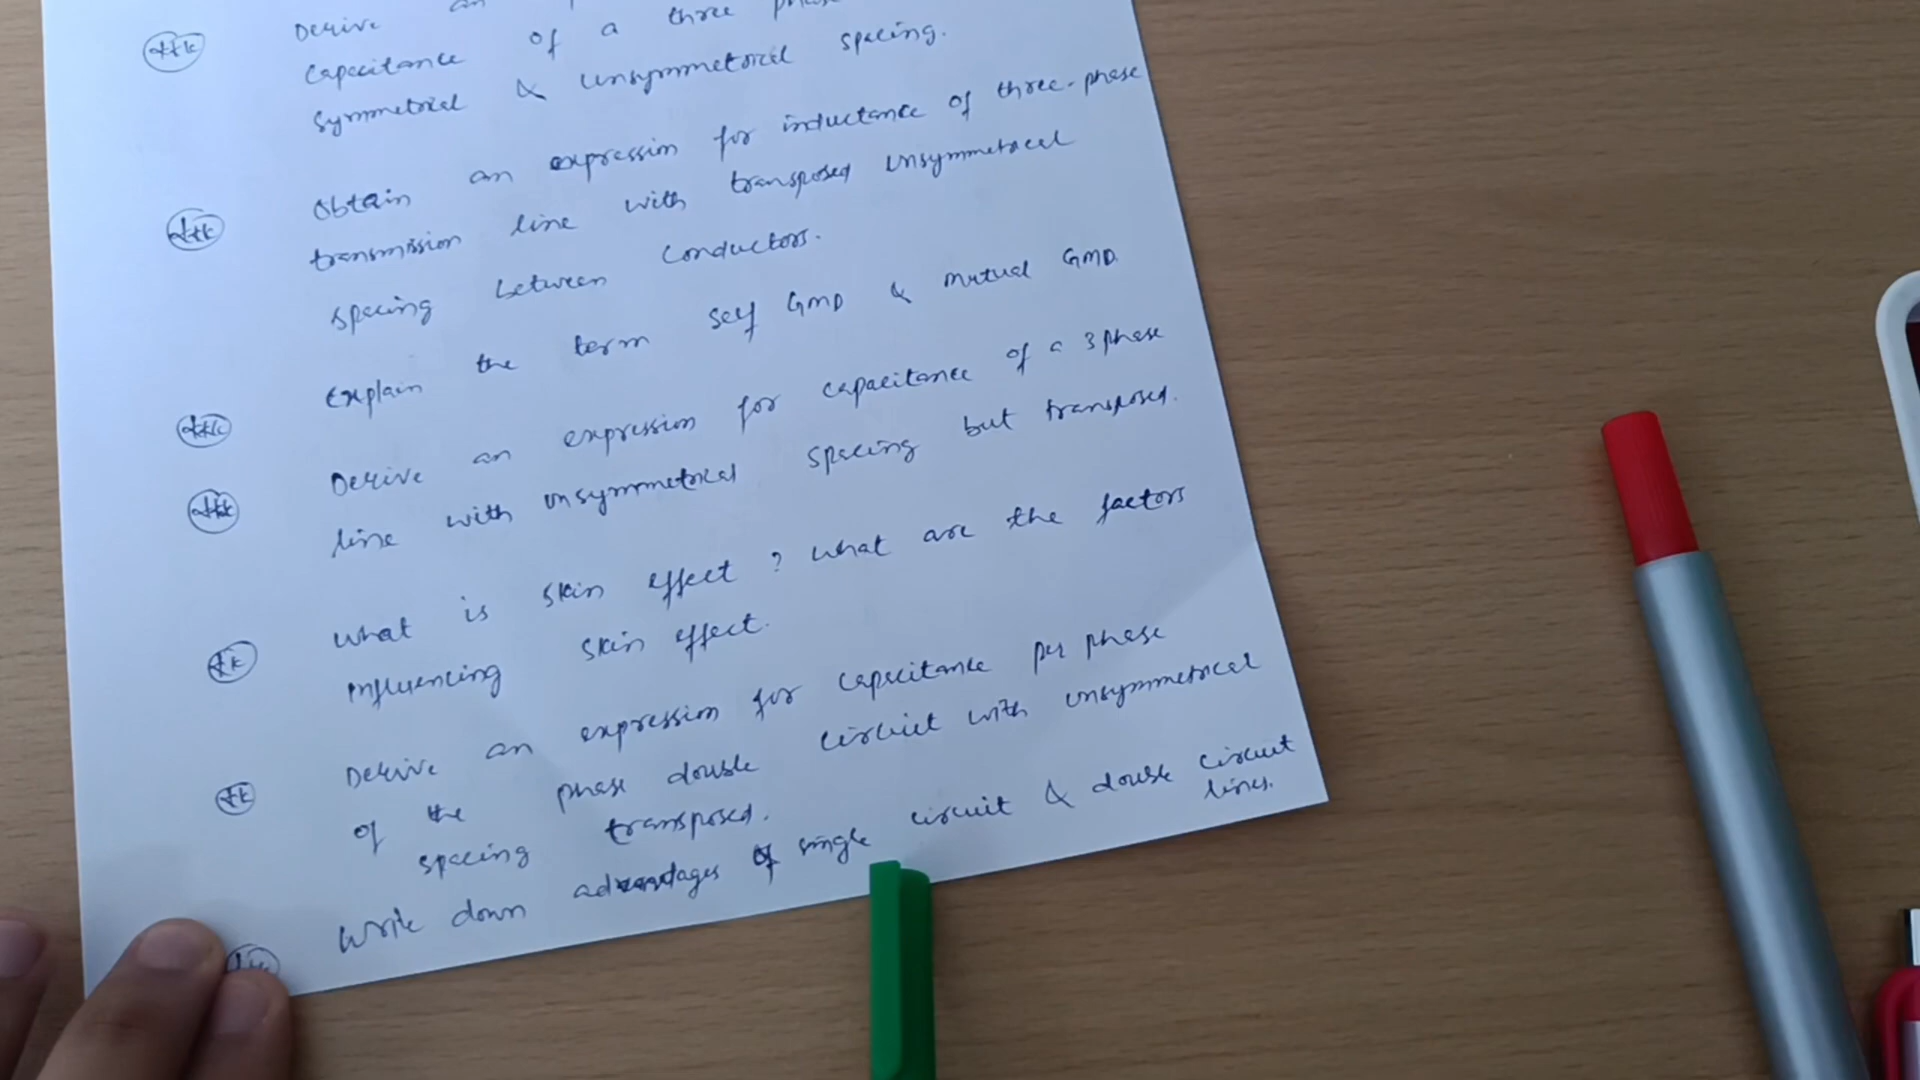 Derive an
Capacitance of a three phase
symmetrical & unsymmetorical spacing.
Obtain an expression for inductance of three-phase
transmission line with transposed unsymmetrical
spacing between conductors.
Explain the term self GMD & mutual GMD.
Derive an expression for capacitance of a 3 phase
line with unsymmetrical spacing but transposed.
What is skin effect? What are the factors
influencing skin effect.
Derive an expression for capacitance per phase
of the phase double circuit with unsymmetrical
spacing transposed.
Write down advantages of single circuit & double circuit
lines.